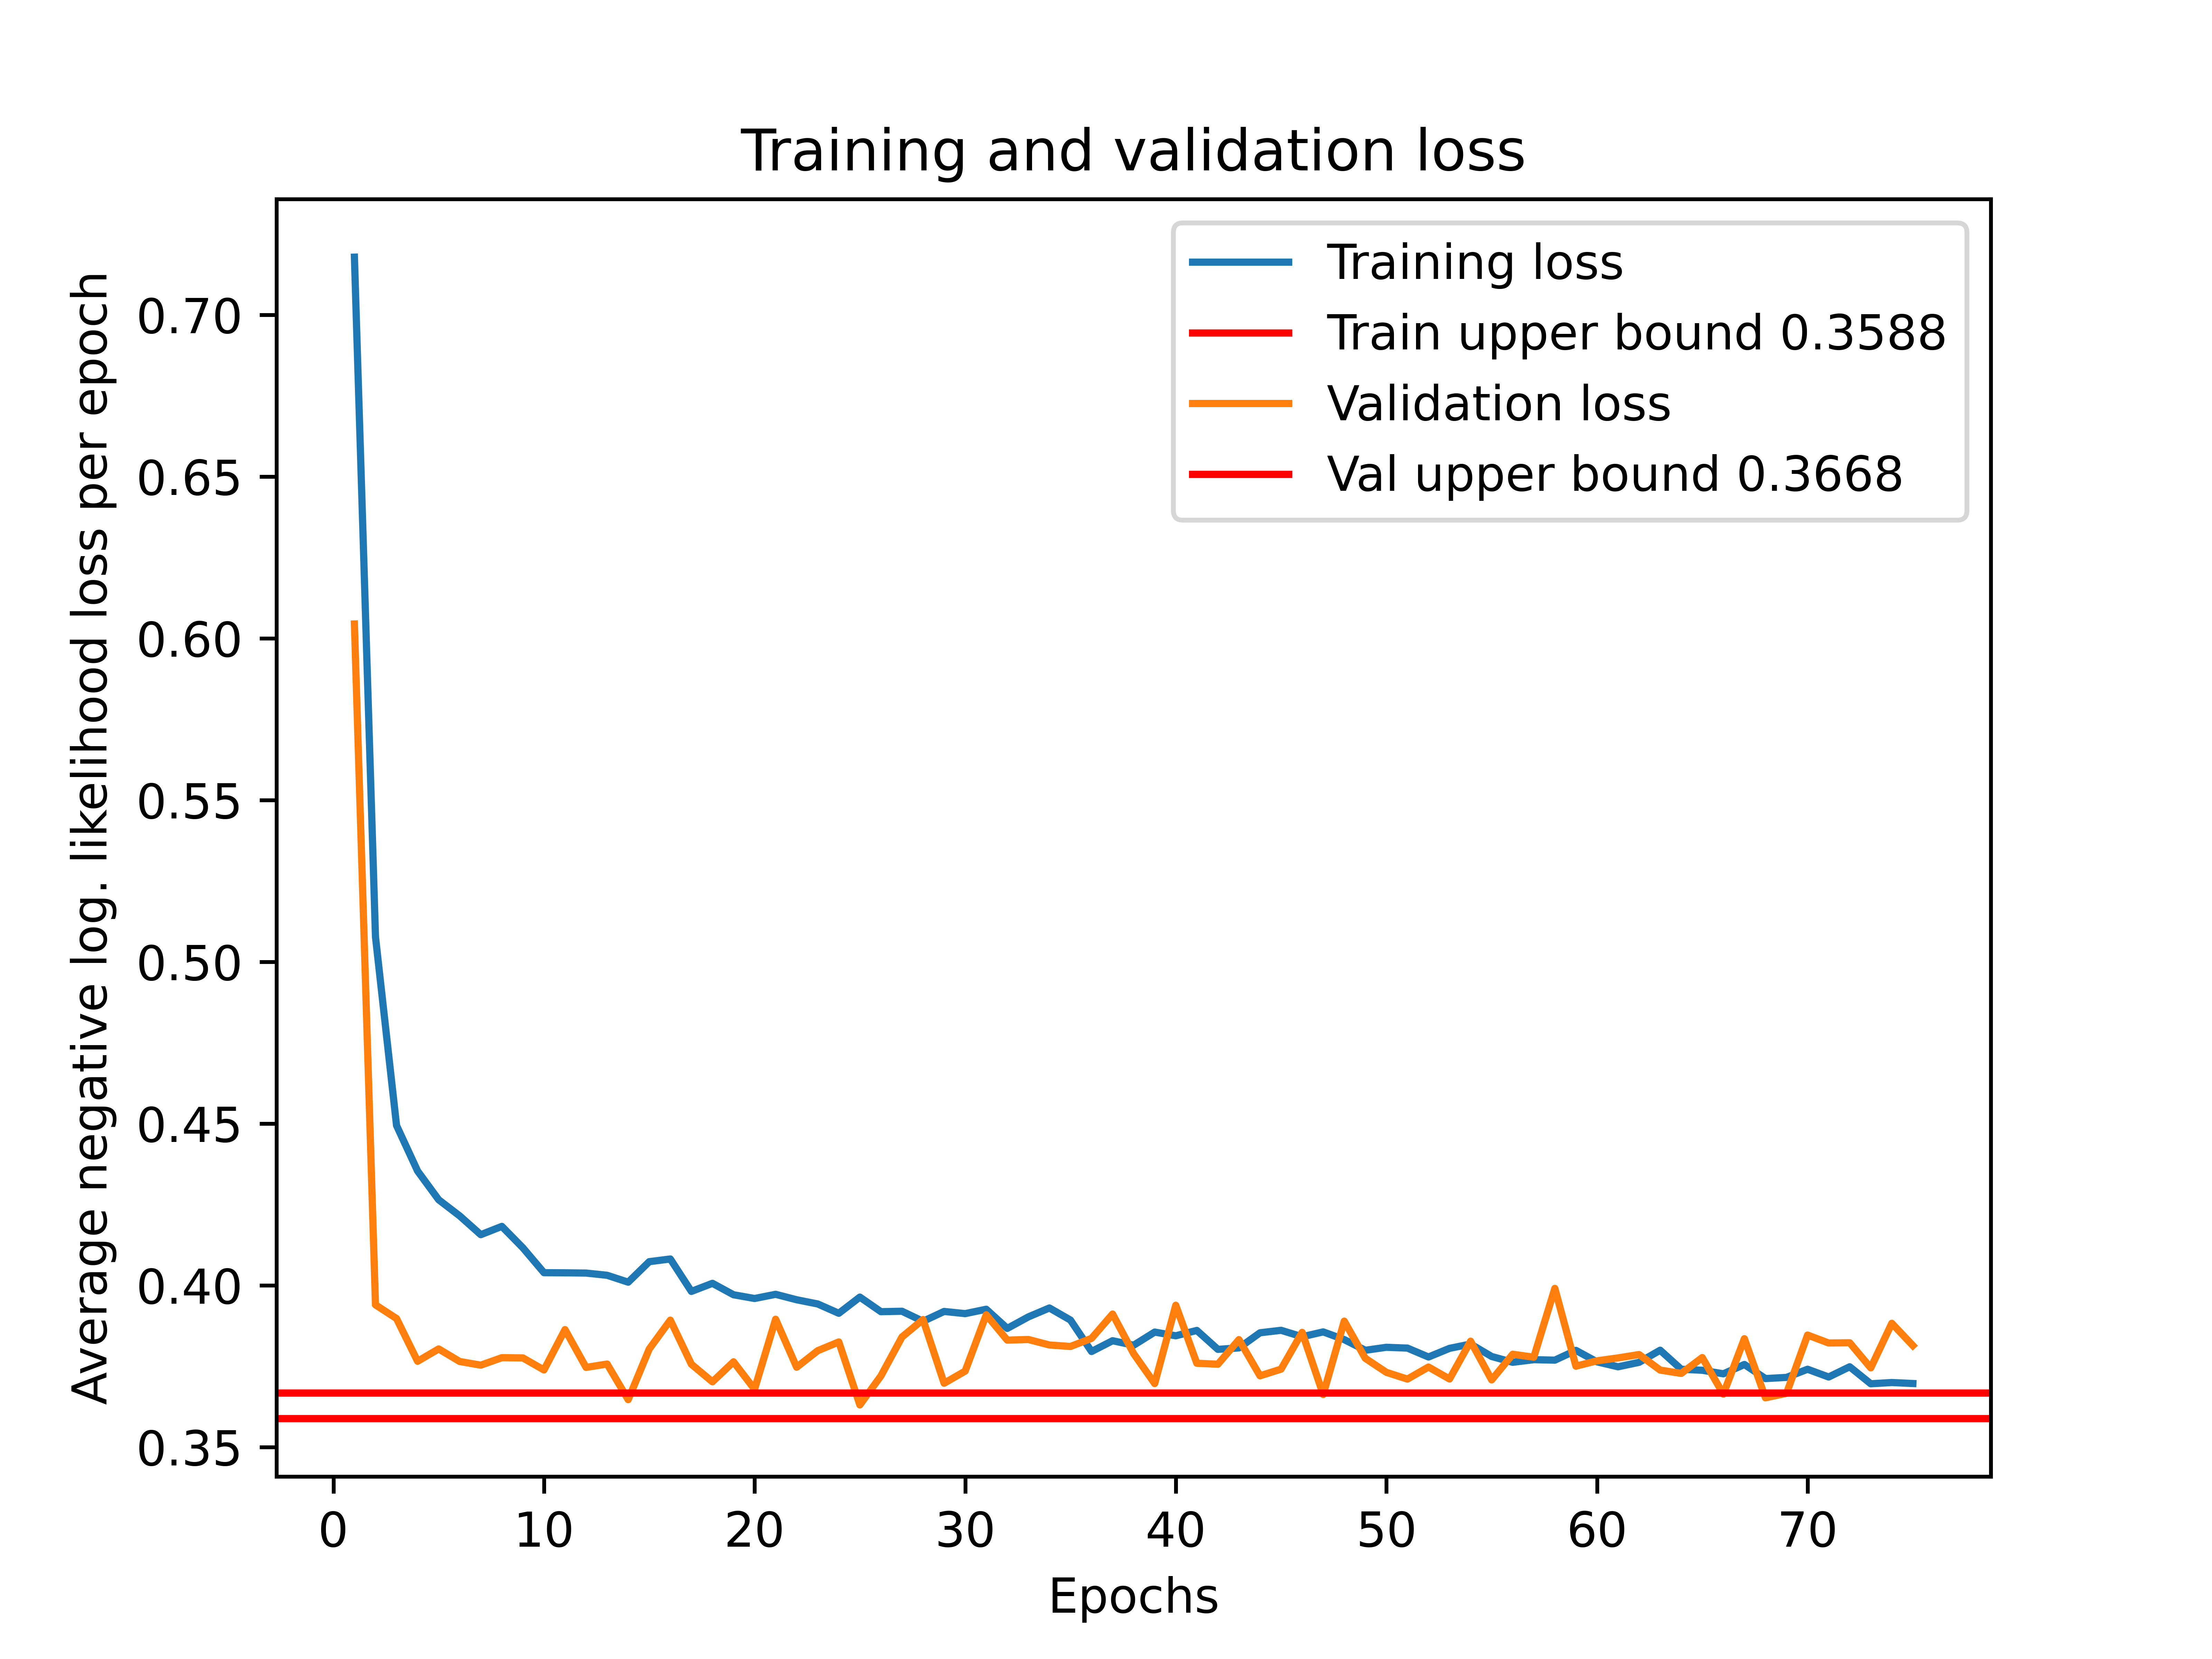 Training and validation loss
Training loss
Train upper bound 0.3588
Validation loss
Val upper bound 0.3668
Average negative log. likelihood loss per epoch
0.70
0.65
0.60
0.55
0.50
0.45
0.40
0.35
0 10 20 30 40 50 60 70
Epochs